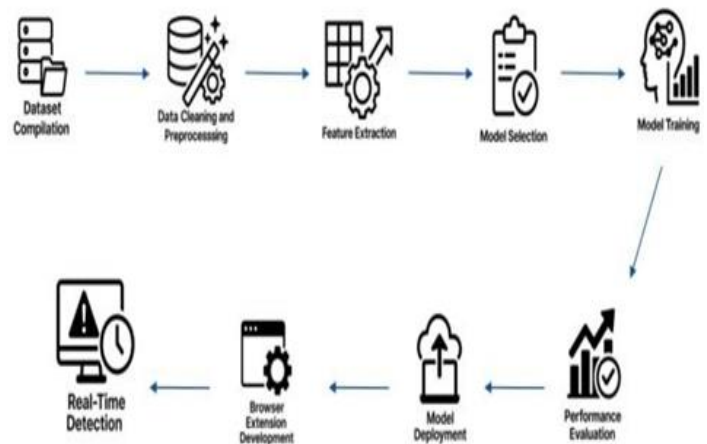 Dataset
Compilation
Data Cleaning and
Preprocesssing
Feature Extraction
Model Selection
Model Training
Real-Time
Detection
Browser
Extension
Development
Model
Deployment
Performance
Evaluation